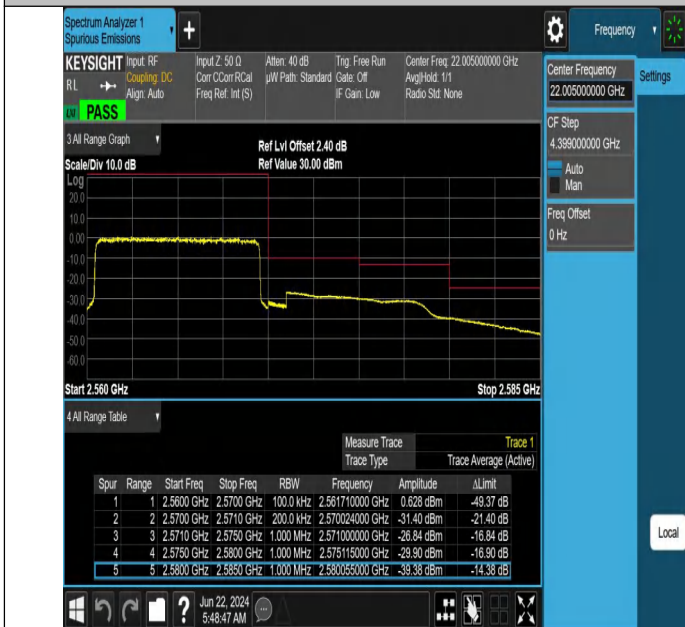 Spectrum Analyzer 1
Spurious Emissions
+
Frequency
KEYSIGHT Input: RF Input Z: 50 Ω Atten: 40 dB Trig: Free Run Center Freq: 22.005000000 GHz
RL Coupling: DC Corr CCorr RCal µW Path: Standard Gate: Off Avg|Hold: 1/1
Align: Auto Freq Ref: Int (S) IF Gain: Low Radio Std: None
PASS
Center Frequency
22.005000000 GHz
Settings
CF Step
4.399000000 GHz
Auto
Man
Freq Offset
0 Hz
3 All Range Graph
Ref Lvl Offset 2.40 dB
Scale/Div 10.0 dB Ref Value 30.00 dBm
Log
20.0
10.0
0.00
-10.0
-20.0
-30.0
-40.0
-50.0
-60.0
Start 2.560 GHz Stop 2.585 GHz
4 All Range Table
Measure Trace Trace 1
Trace Type Trace Average (Active)
Spur Range Start Freq Stop Freq RBW Frequency Amplitude ΔLimit
1 1 2.5600 GHz 2.5700 GHz 100.0 kHz 2.561710000 GHz 0.628 dBm -49.37 dB
2 2 2.5700 GHz 2.5710 GHz 200.0 kHz 2.570024000 GHz -31.40 dBm -21.40 dB
3 3 2.5710 GHz 2.5750 GHz 1.000 MHz 2.571000000 GHz -26.84 dBm -16.84 dB
4 4 2.5750 GHz 2.5800 GHz 1.000 MHz 2.575115000 GHz -29.90 dBm -16.90 dB
5 5 2.5800 GHz 2.5850 GHz 1.000 MHz 2.580055000 GHz -39.38 dBm -14.38 dB
Local
?
Jun 22, 2024
5:48:47 AM